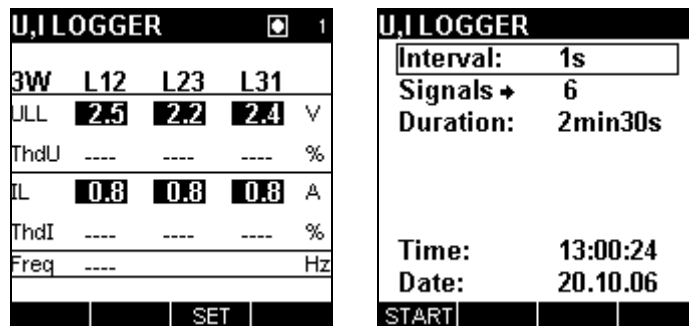 U,I LOGGER 1
3W L12 L23 L31
ULL 2.5 2.2 2.4 V
ThdU ---- ---- ---- %
IL 0.8 0.8 0.8 A
ThdI ---- ---- ---- %
Freq ---- Hz
SET
U,I LOGGER
Interval: 1s
Signals → 6
Duration: 2min30s
Time: 13:00:24
Date: 20.10.06
START